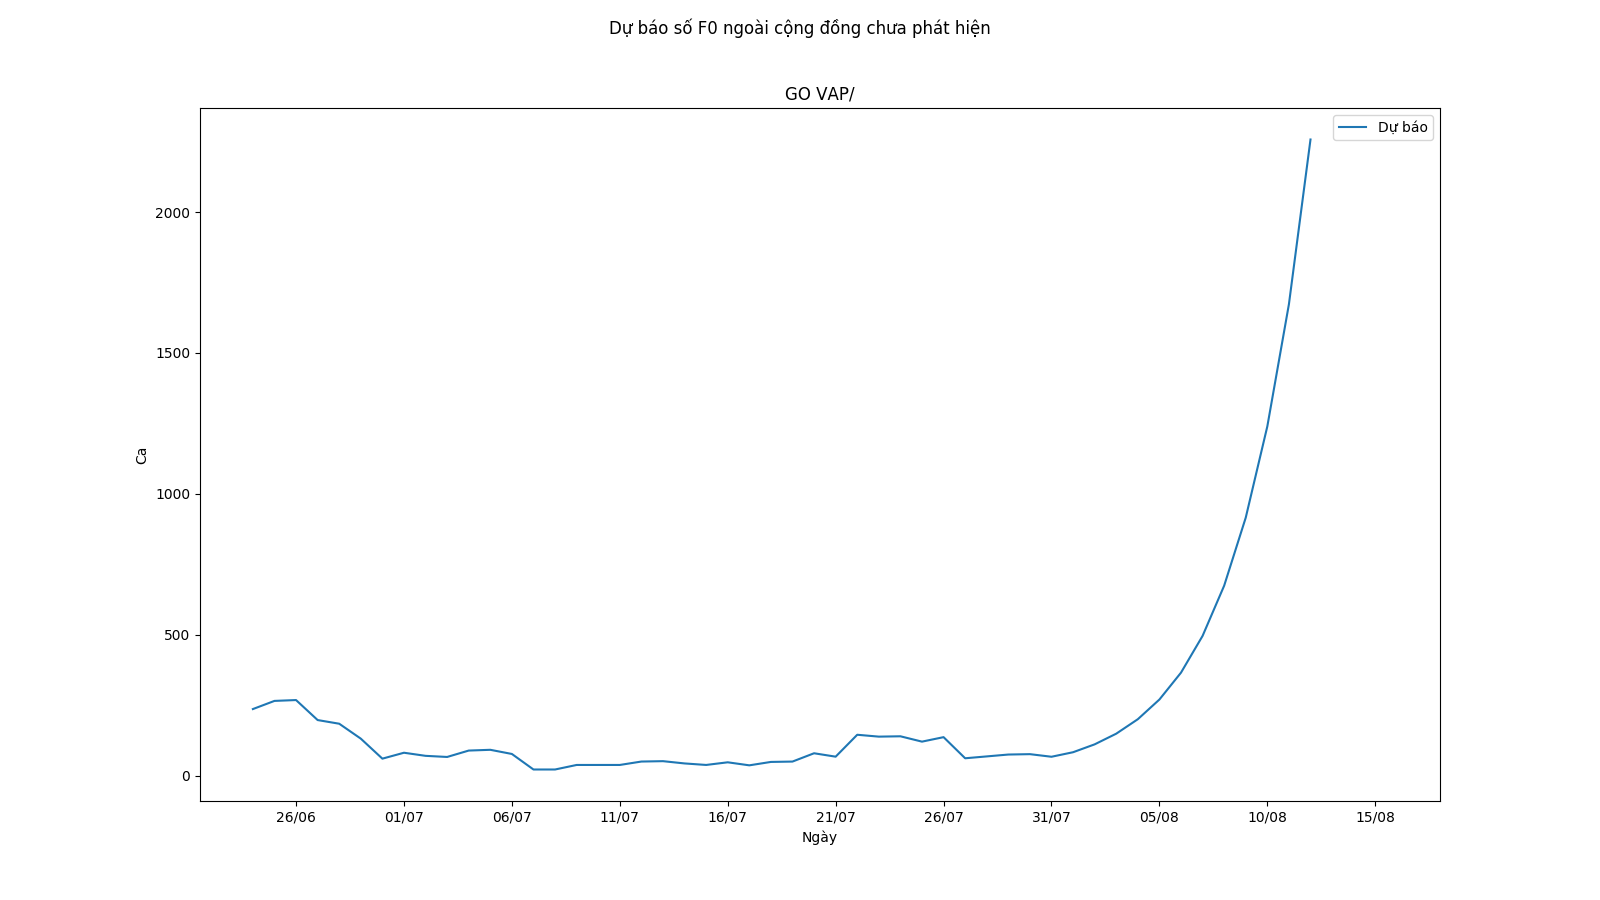 Dự báo số F0 ngoài cộng đồng chưa phát hiện
GO VAP/
Dự báo
2000
1500
1000
500
0
Ca
26/06 01/07 06/07 11/07 16/07 21/07 26/07 31/07 05/08 10/08 15/08
Ngày